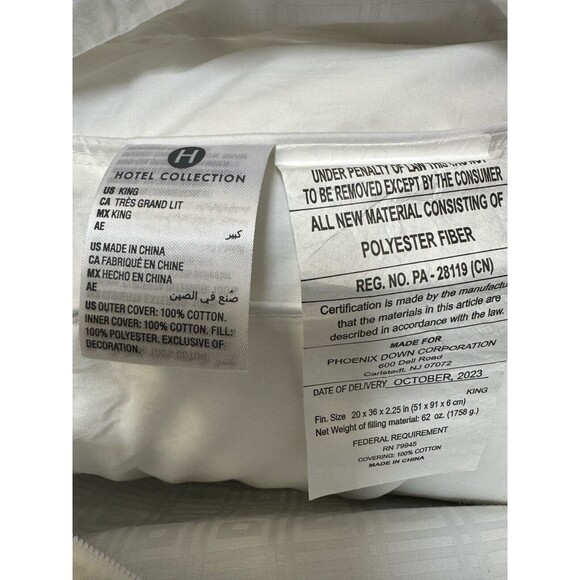 H
HOTEL COLLECTION
US KING
CA TRÈS GRAND LIT
MX KING
AE كبير
US MADE IN CHINA
CA FABRIQUÉ EN CHINE
MX HECHO EN CHINA
AE صُنع في الصين
US OUTER COVER: 100% COTTON.
INNER COVER: 100% COTTON. FILL:
100% POLYESTER. EXCLUSIVE OF
DECORATION.
UNDER PENALTY OF LAW THIS NOT
TO BE REMOVED EXCEPT BY THE CONSUMER
ALL NEW MATERIAL CONSISTING OF
POLYESTER FIBER
REG. NO. PA - 28119 (CN)
Certification is made by the manufactu
that the materials in this article are
described in accordance with the law.
MADE FOR
PHOENIX DOWN CORPORATION
600 Dell Road
Carlstadt, NJ 07072
DATE OF DELIVERY OCTOBER, 2023
KING
Fin. Size 20 x 36 x 2.25 in (51 x 91 x 6 cm)
Net Weight of filling material: 62 oz. (1758 g.)
FEDERAL REQUIREMENT
RN 79945
COVERING: 100% COTTON
MADE IN CHINA